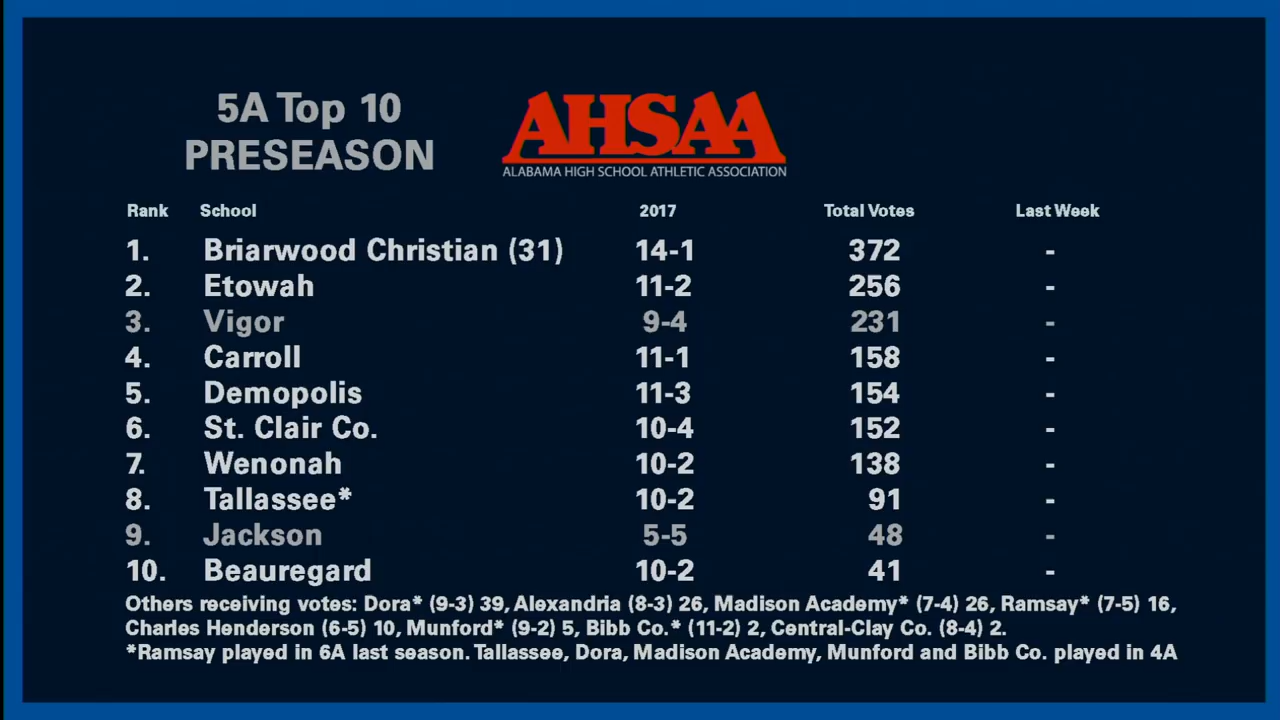 5A Top 10
PRESEASON
AHSAA
ALABAMA HIGH SCHOOL ATHLETIC ASSOCIATION
Rank School 2017 Total Votes Last Week
1. Briarwood Christian (31) 14-1 372 -
2. Etowah 11-2 256 -
3. Vigor 9-4 231 -
4. Carroll 11-1 158 -
5. Demopolis 11-3 154 -
6. St. Clair Co. 10-4 152 -
7. Wenonah 10-2 138 -
8. Tallassee* 10-2 91 -
9. Jackson 5-5 48 -
10. Beauregard 10-2 41 -
Others receiving votes: Dora* (9-3) 39, Alexandria (8-3) 26, Madison Academy* (7-4) 26, Ramsay* (7-5) 16,
Charles Henderson (6-5) 10, Munford* (9-2) 5, Bibb Co.* (11-2) 2, Central-Clay Co. (8-4) 2.
*Ramsay played in 6A last season. Tallassee, Dora, Madison Academy, Munford and Bibb Co. played in 4A